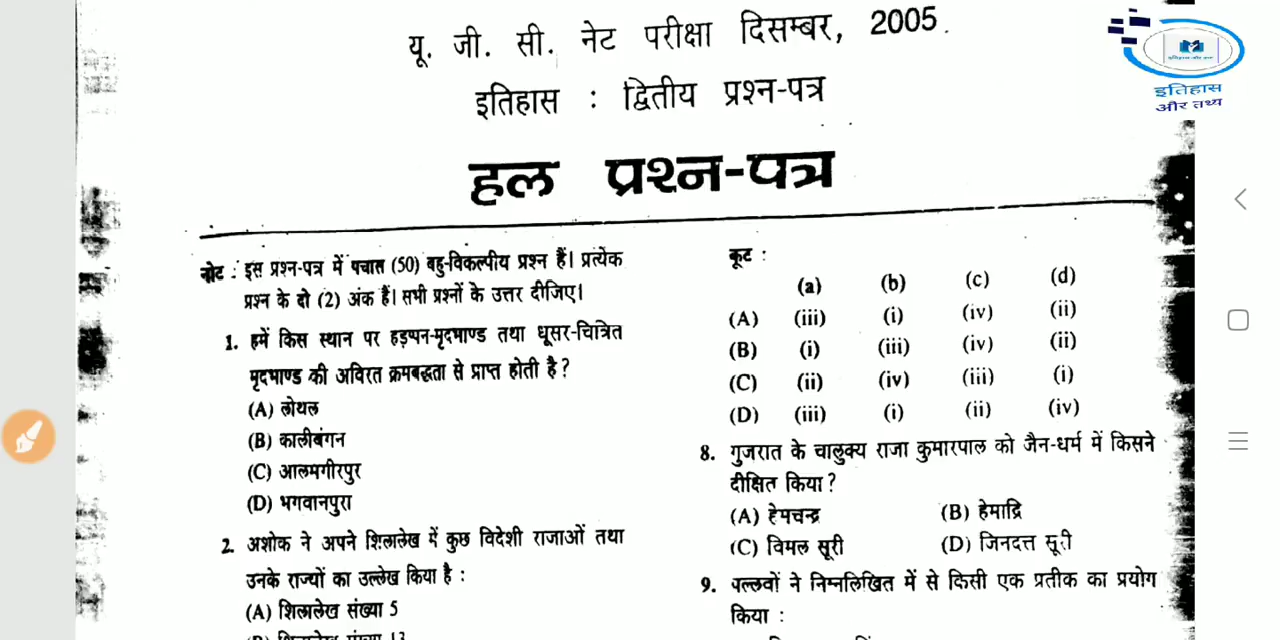 यू. जी. सी. नेट परीक्षा दिसम्बर, 2005.
इतिहास : द्वितीय प्रश्न-पत्र
हल प्रश्न-पत्र
इतिहास
और तथ्य
नोट : इस प्रश्न-पत्र में पचात (50) बहु-विकल्पीय प्रश्न हैं। प्रत्येक
प्रश्न के दो (2) अंक हैं। सभी प्रश्नों के उत्तर दीजिए।
1. हमें किस स्थान पर हड़प्पन-मृदभाण्ड तथा धूसर-चित्रित
मृदभाण्ड की अविरत क्रमबद्धता से प्राप्त होती है ?
(A) लोथल
(B) कालीबंगन
(C) आलमगीरपुर
(D) भगवानपुरा
2. अशोक ने अपने शिलालेख में कुछ विदेशी राजाओं तथा
उनके राज्यों का उल्लेख किया है :
(A) शिलालेख संख्या 5
(B) शिलालेख संख्या 13
कूट :
(a) (b) (c) (d)
(A) (iii) (i) (iv) (ii)
(B) (i) (iii) (iv) (ii)
(C) (ii) (iv) (iii) (i)
(D) (iii) (i) (ii) (iv)
8. गुजरात के चालुक्य राजा कुमारपाल को जैन-धर्म में किसने
दीक्षित किया ?
(A) हेमचन्द्र (B) हेमाद्रि
(C) विमल सूरी (D) जिनदत्त सूरी
9. पल्लवों ने निम्नलिखित में से किसी एक प्रतीक का प्रयोग
किया :